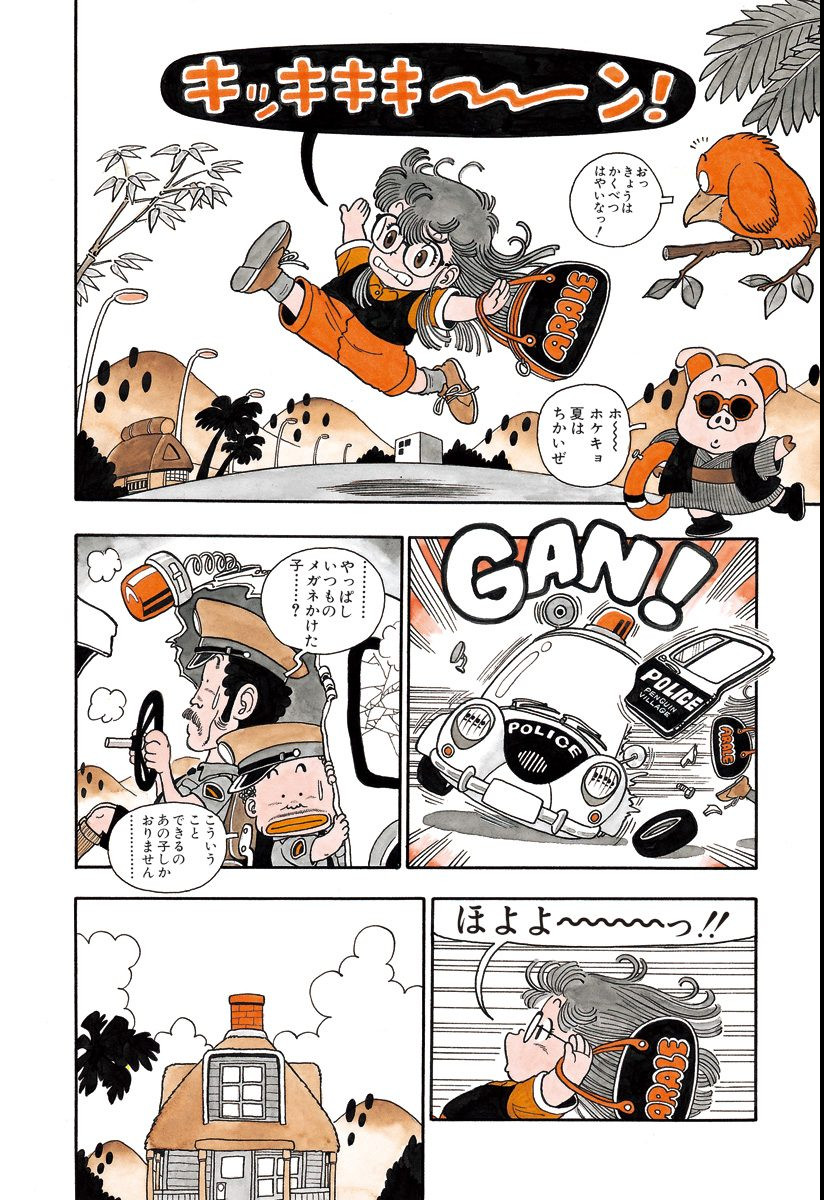 キッキキキ〜〜ン!
おっ
きょうは
かくべつ
はやいなっ!
ARALE
ホ〜〜
ホケキョ
夏は
ちかいぜ
GAN!
POLICE
PENGUIN
VILLAGE
POLICE
ARALE
…………
やっぱし
いつもの
メガネかけた
子……?
こういう
こと
できるの
あの子しか
おりません
…………
ほよよ〜〜〜っ!!
ARALE